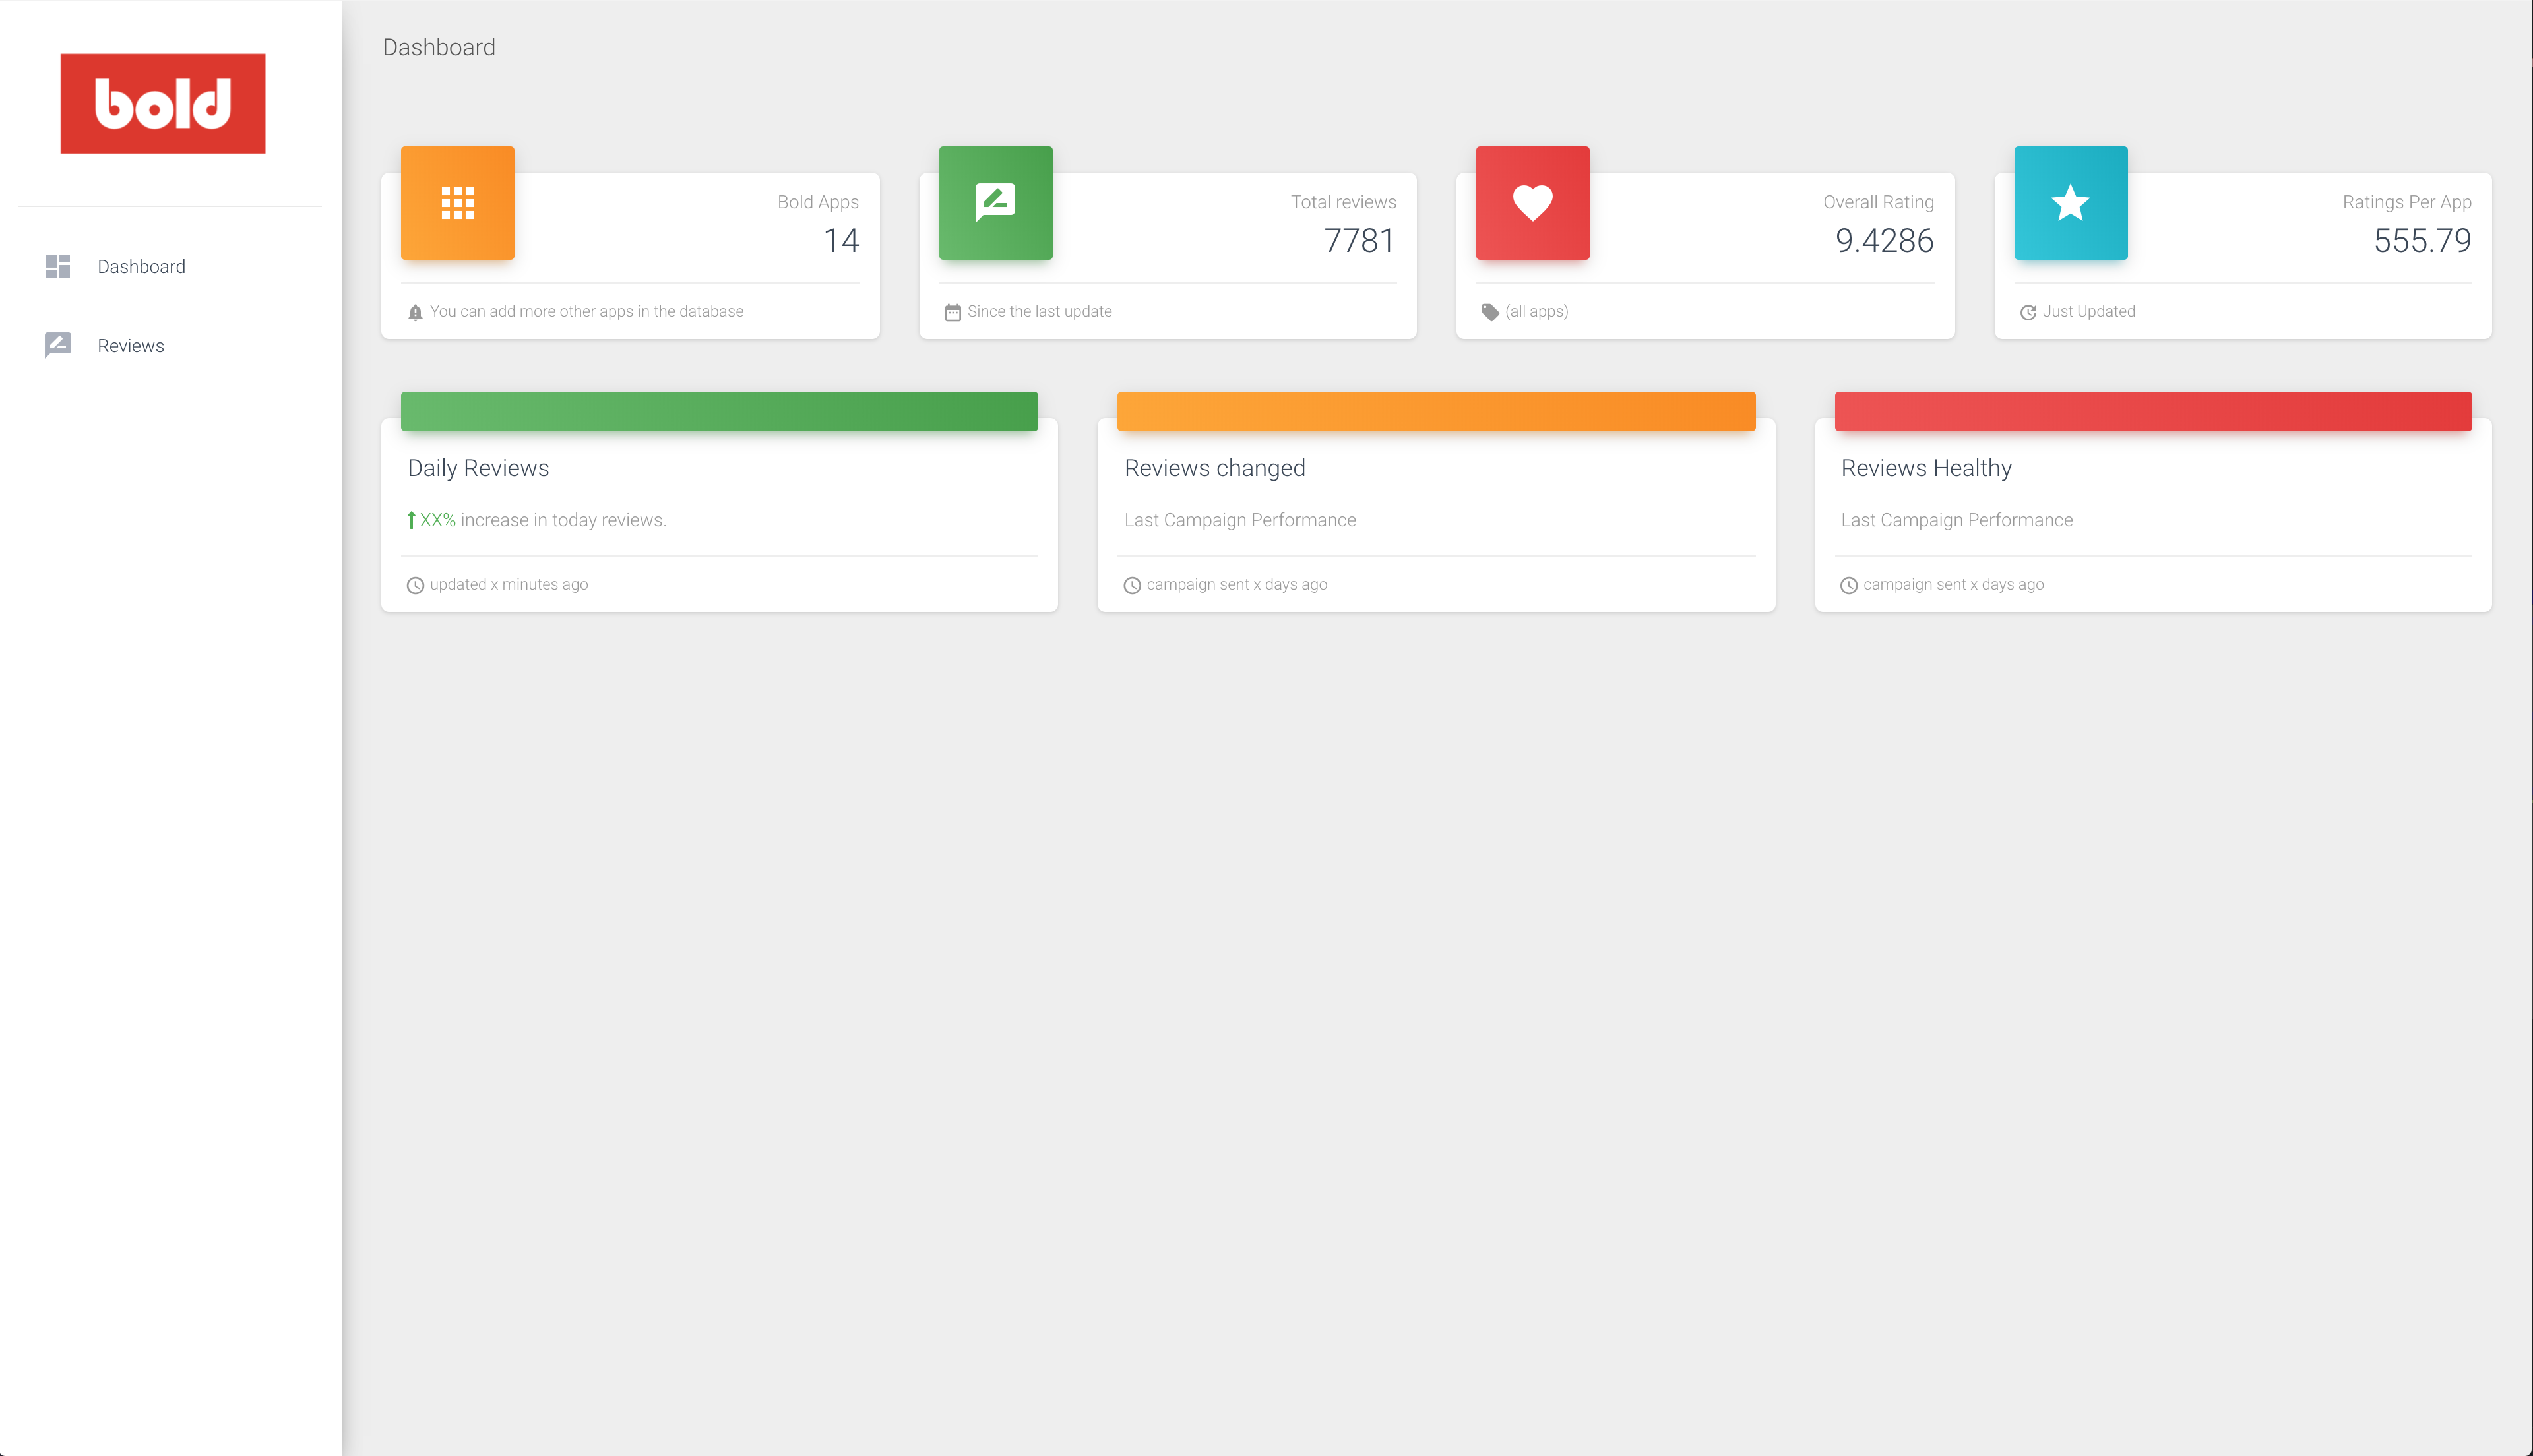 bold
Dashboard
Reviews
Dashboard
Bold Apps
14
You can add more other apps in the database
Total reviews
7781
Since the last update
Overall Rating
9.4286
(all apps)
Ratings Per App
555.79
Just Updated
Daily Reviews
XX% increase in today reviews.
updated x minutes ago
Reviews changed
Last Campaign Performance
campaign sent x days ago
Reviews Healthy
Last Campaign Performance
campaign sent x days ago